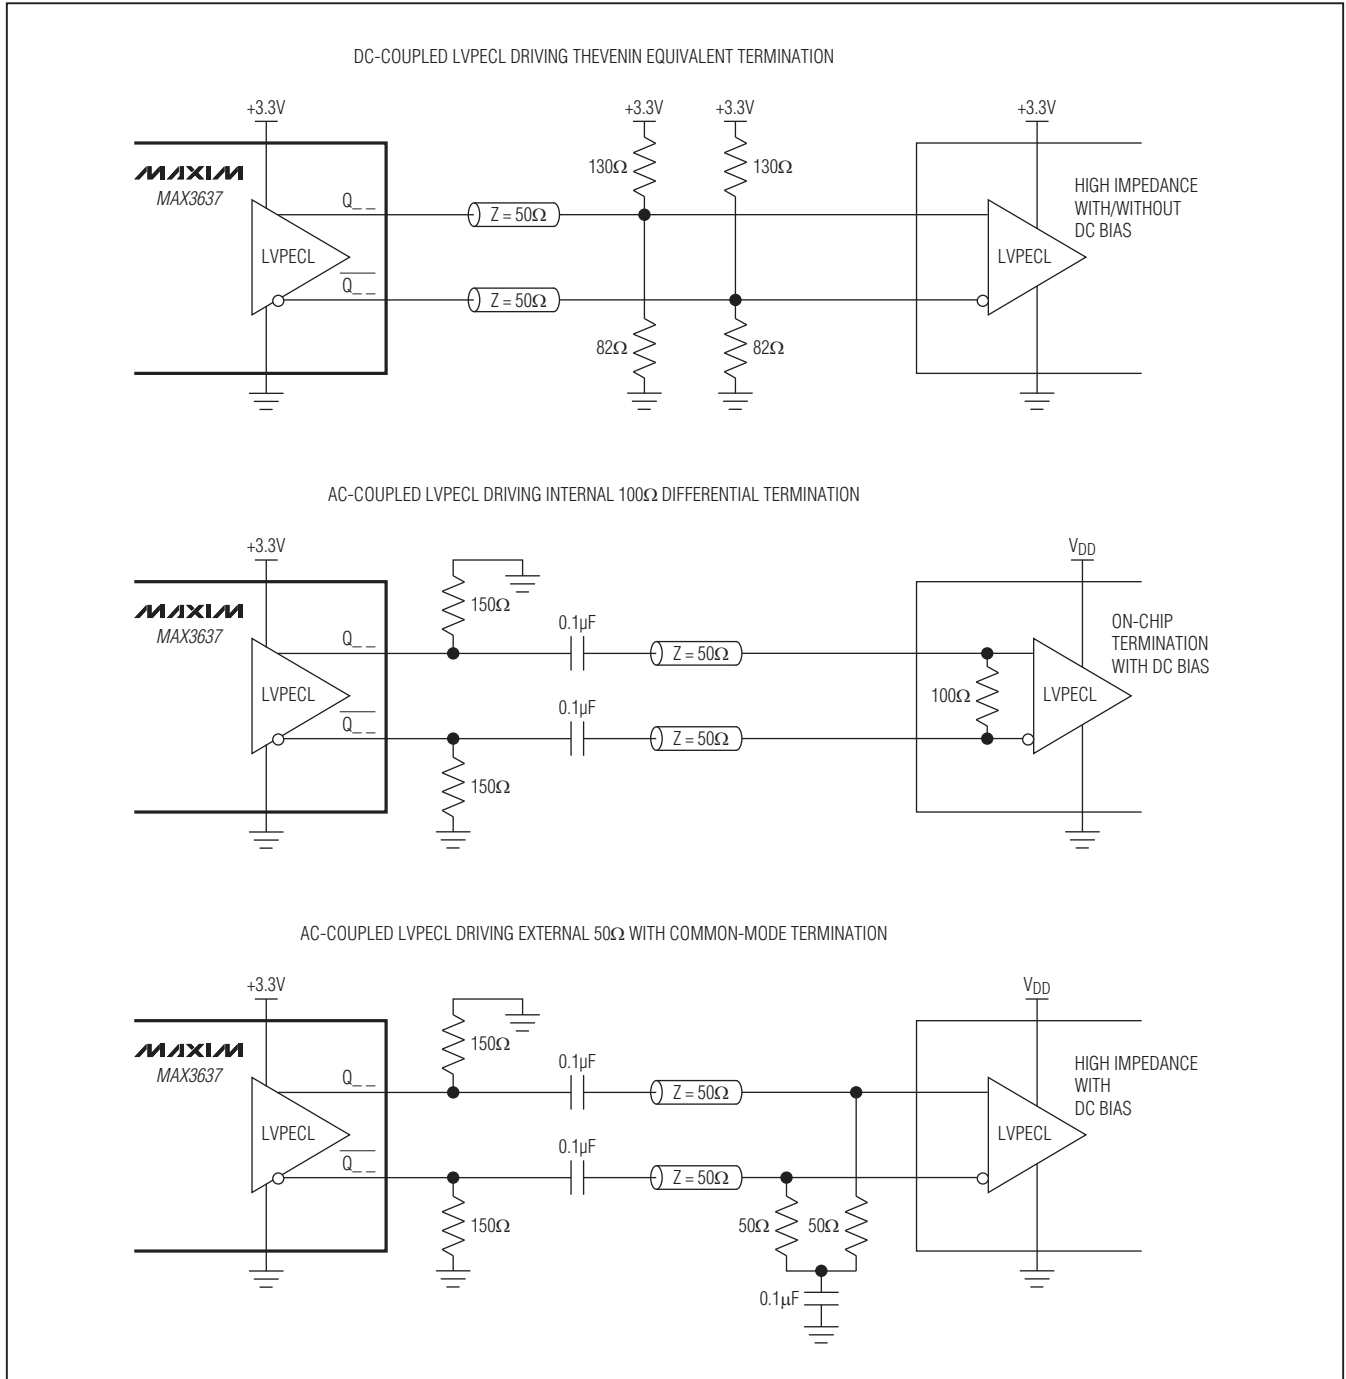 DC-COUPLED LVPECL DRIVING THEVENIN EQUIVALENT TERMINATION
+3.3V
+3.3V
+3.3V
+3.3V
MAXIM
MAX3637
130Ω
130Ω
HIGH IMPEDANCE
WITH/WITHOUT
DC BIAS
Q_ _
Z = 50Ω
LVPECL
LVPECL
Q_ _
Z = 50Ω
82Ω
82Ω
AC-COUPLED LVPECL DRIVING INTERNAL 100Ω DIFFERENTIAL TERMINATION
+3.3V
VDD
MAXIM
MAX3637
150Ω
0.1µF
ON-CHIP
TERMINATION
WITH DC BIAS
Q_ _
Z = 50Ω
LVPECL
100Ω
LVPECL
0.1µF
Q_ _
Z = 50Ω
150Ω
AC-COUPLED LVPECL DRIVING EXTERNAL 50Ω WITH COMMON-MODE TERMINATION
+3.3V
VDD
MAXIM
MAX3637
150Ω
0.1µF
HIGH IMPEDANCE
WITH
DC BIAS
Q_ _
Z = 50Ω
LVPECL
LVPECL
0.1µF
Q_ _
Z = 50Ω
150Ω
50Ω
50Ω
0.1µF